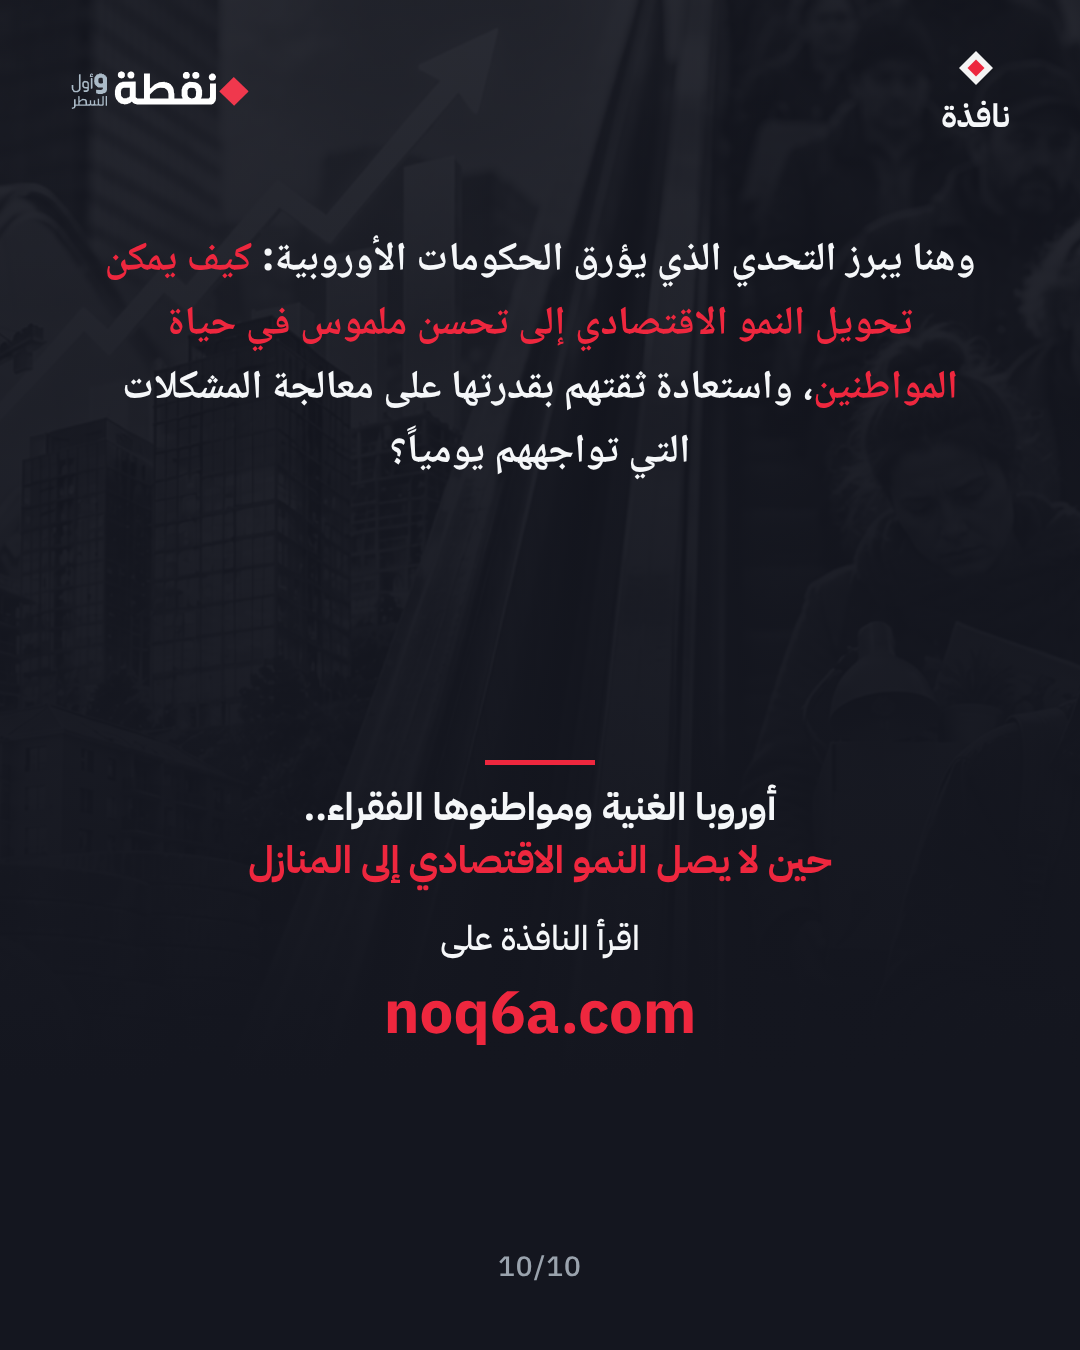 نافذة
نقطة وأول السطر
وهنا يبرز التحدي الذي يؤرق الحكومات الأوروبية: كيف يمكن
تحويل النمو الاقتصادي إلى تحسن ملموس في حياة
المواطنين، واستعادة ثقتهم بقدرتها على معالجة المشكلات
التي تواجههم يومياً؟
أوروبا الغنية ومواطنوها الفقراء..
حين لا يصل النمو الاقتصادي إلى المنازل
اقرأ النافذة على
noq6a.com
10/10